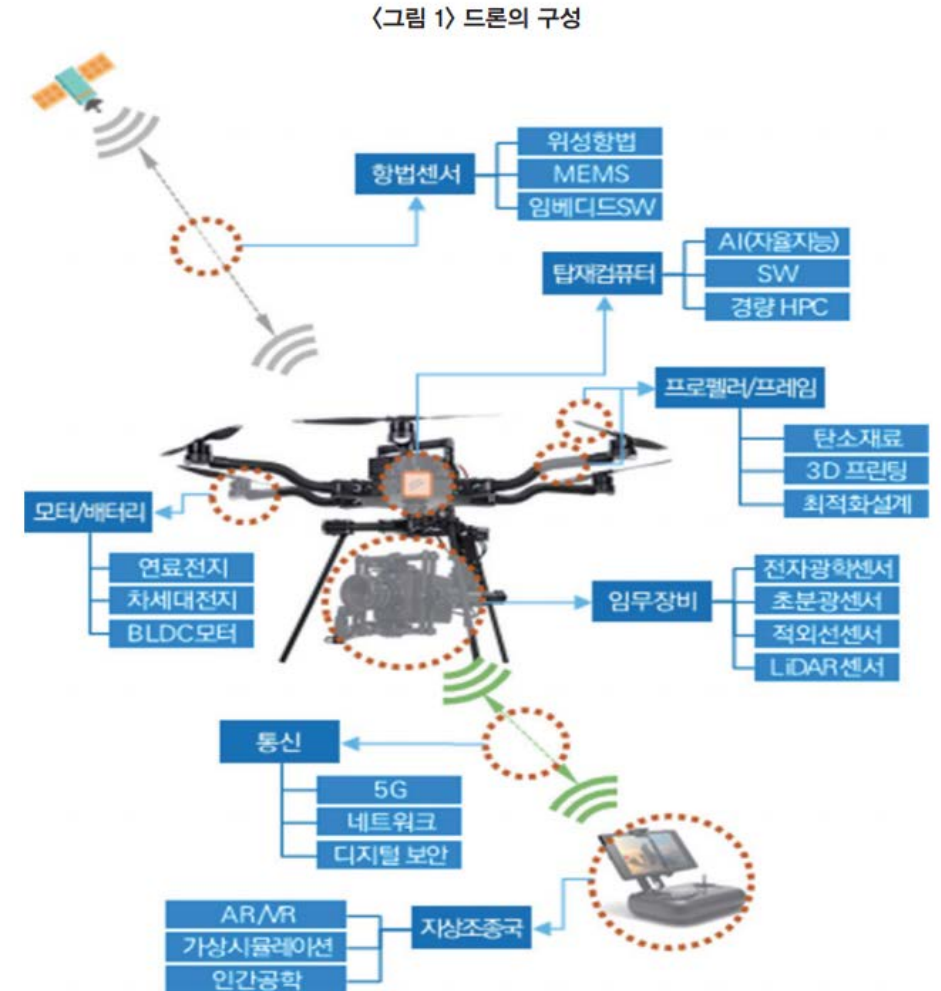 〈그림 1〉 드론의 구성
항법센서
위성항법
MEMS
임베디드SW
탑재컴퓨터
AI(자율지능)
SW
경량 HPC
프로펠러/프레임
탄소재료
3D 프린팅
최적화설계
모터/배터리
연료전지
차세대전지
BLDC모터
임무장비
전자광학센서
초분광센서
적외선센서
LiDAR센서
통신
5G
네트워크
디지털 보안
지상조종국
AR/VR
가상시뮬레이션
인간공학